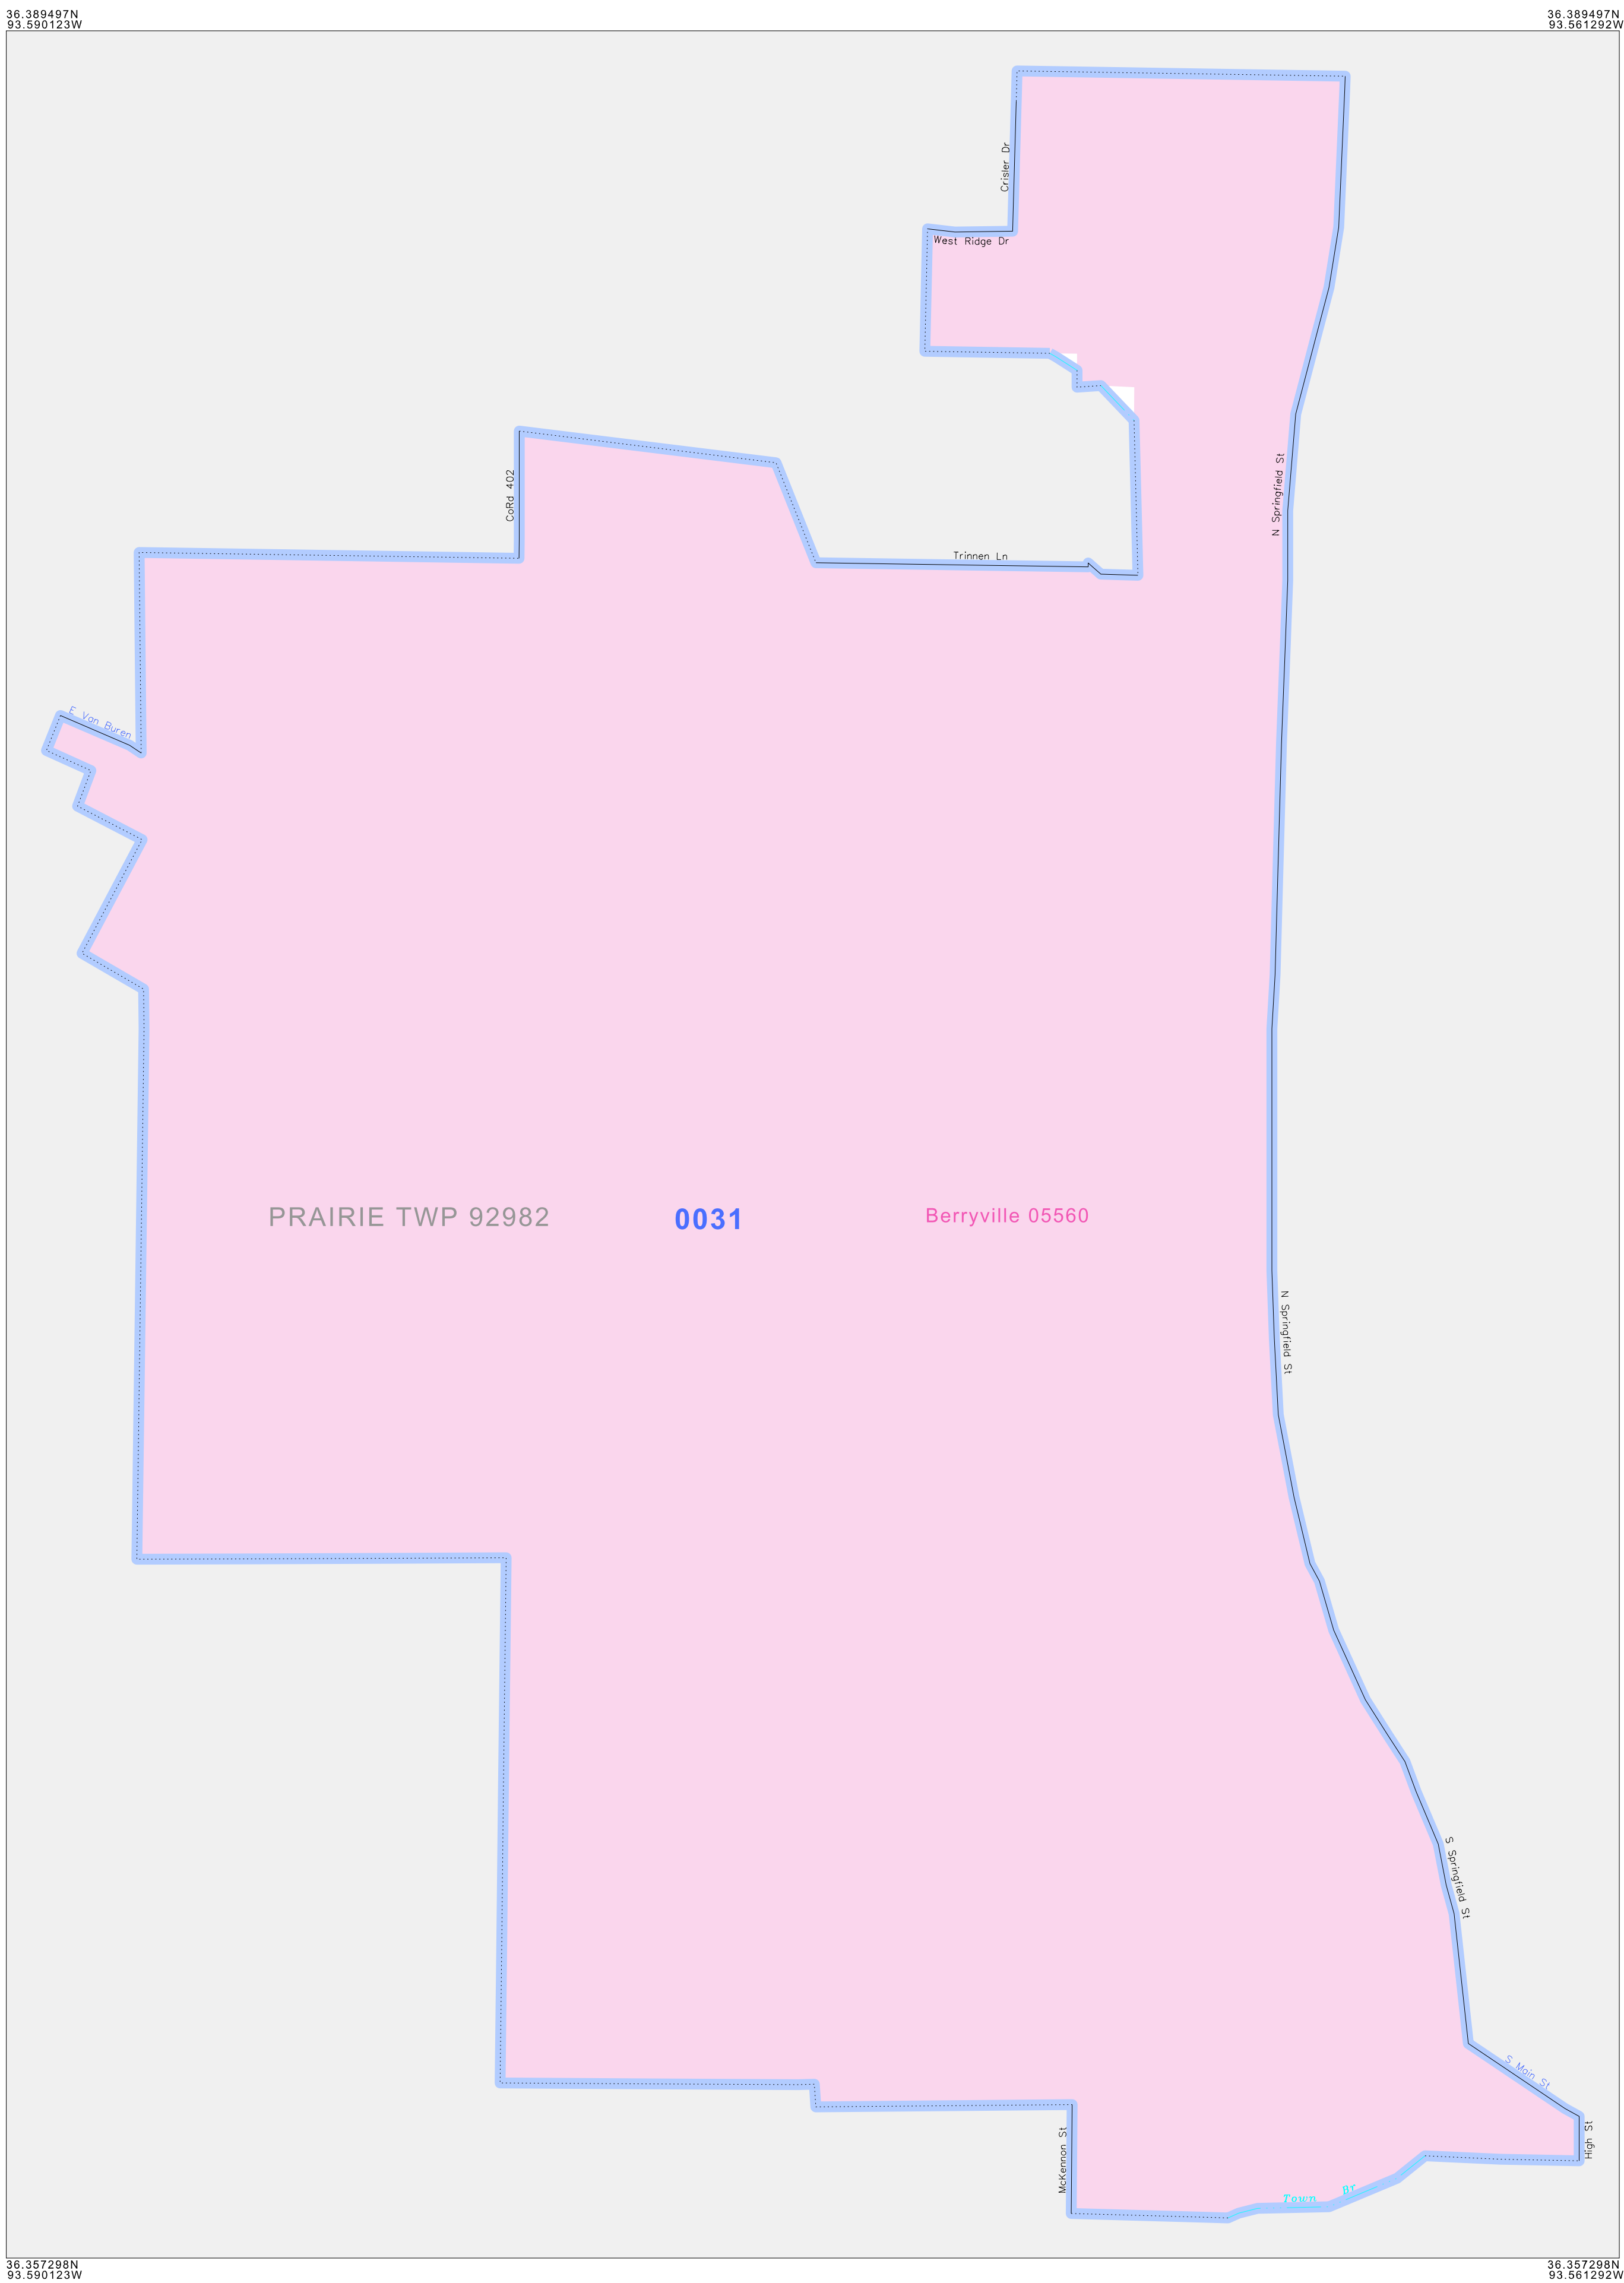 36.389497N
93.590123W
36.389497N
93.561292W
Crisler Dr
West Ridge Dr
N Springfield St
CoRd 402
Trinnen Ln
E Van Buren
PRAIRIE TWP 92982
0031
Berryville 05560
N Springfield St
S Springfield St
S Main St
High St
McKennon St
Town Br
36.357298N
93.590123W
36.357298N
93.561292W